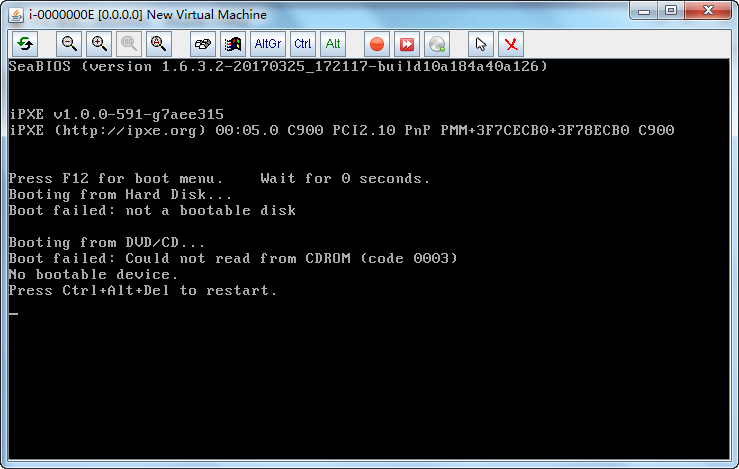 i-0000000E [0.0.0.0] New Virtual Machine
AltGr Ctrl Alt
SeaBIOS (version 1.6.3.2-20170325_172117-build10a184a40a126)
iPXE v1.0.0-591-g7aee315
iPXE (http://ipxe.org) 00:05.0 C900 PCI2.10 PnP PMM+3F7CECB0+3F78ECB0 C900
Press F12 for boot menu.    Wait for 0 seconds.
Booting from Hard Disk...
Boot failed: not a bootable disk
Booting from DVD/CD...
Boot failed: Could not read from CDROM (code 0003)
No bootable device.
Press Ctrl+Alt+Del to restart.